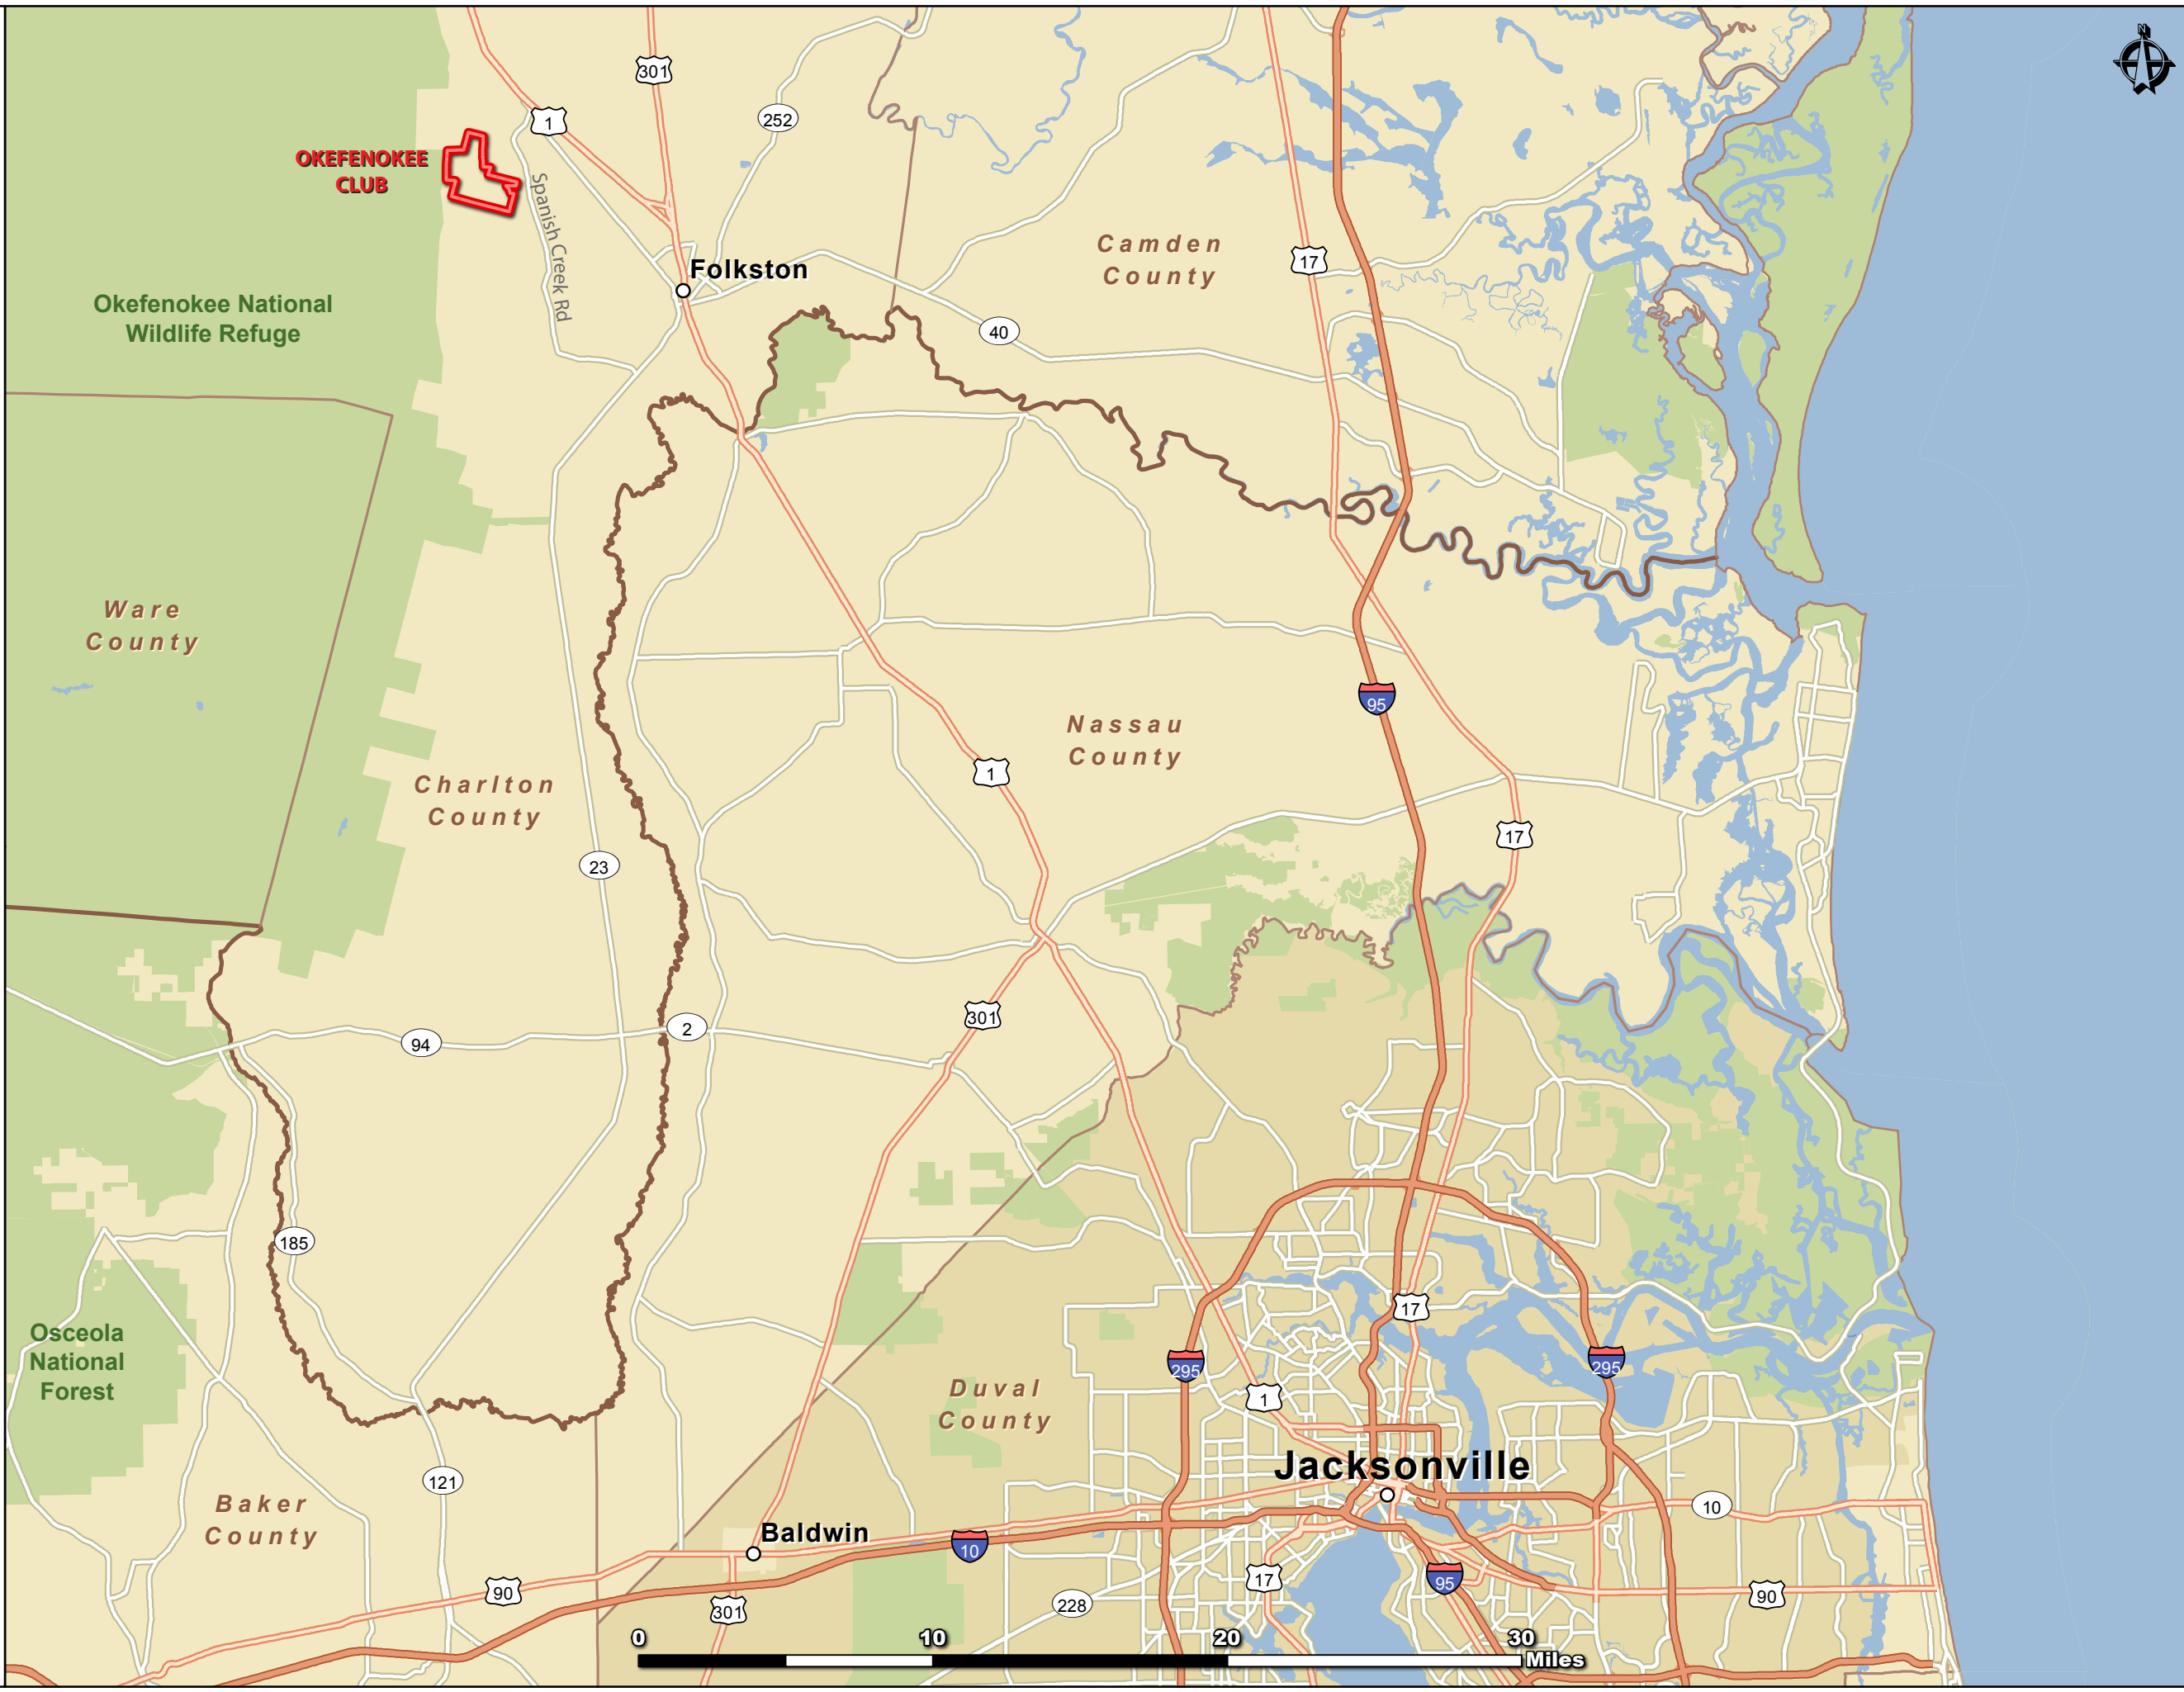 N
301
1
252
OKEFENOKEE
CLUB
Spanish Creek Rd
Camden
County
17
Folkston
Okefenokee National
Wildlife Refuge
40
Ware
County
95
Nassau
County
1
Charlton
County
17
23
301
2
94
185
17
Osceola
National
Forest
295
295
Duval
County
1
Jacksonville
121
Baker
County
10
Baldwin
10
90
17
95
90
301
228
0
10
20
30
Miles